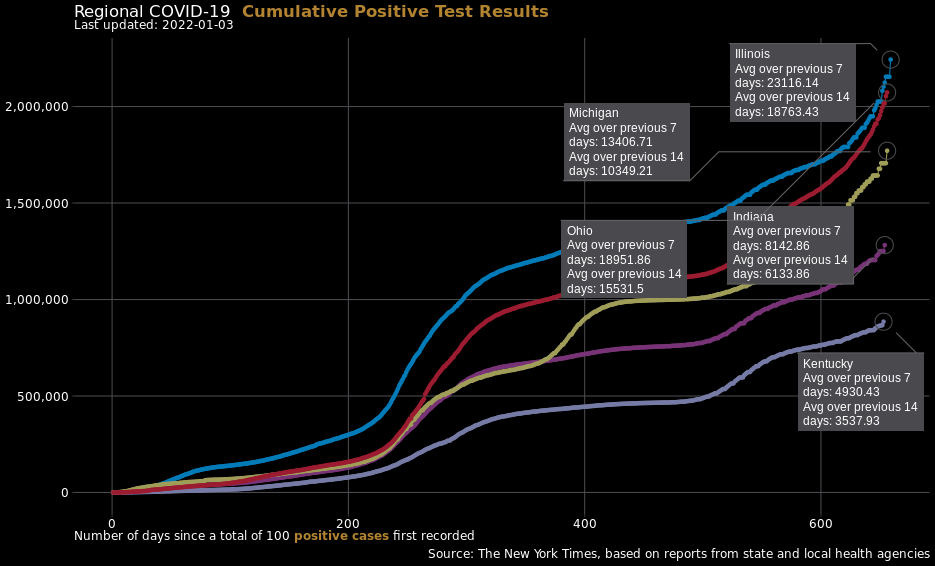 Regional COVID-19 Cumulative Positive Test Results
Last updated: 2022-01-03
Illinois
Avg over previous 7
days: 23116.14
Avg over previous 14
days: 18763.43
Michigan
Avg over previous 7
days: 13406.71
Avg over previous 14
days: 10349.21
Indiana
Avg over previous 7
days: 8142.86
Avg over previous 14
days: 6133.86
Ohio
Avg over previous 7
days: 18951.86
Avg over previous 14
days: 15531.5
Kentucky
Avg over previous 7
days: 4930.43
Avg over previous 14
days: 3537.93
2,000,000
1,500,000
1,000,000
500,000
0
0 200 400 600
Number of days since a total of 100 positive cases first recorded
Source: The New York Times, based on reports from state and local health agencies